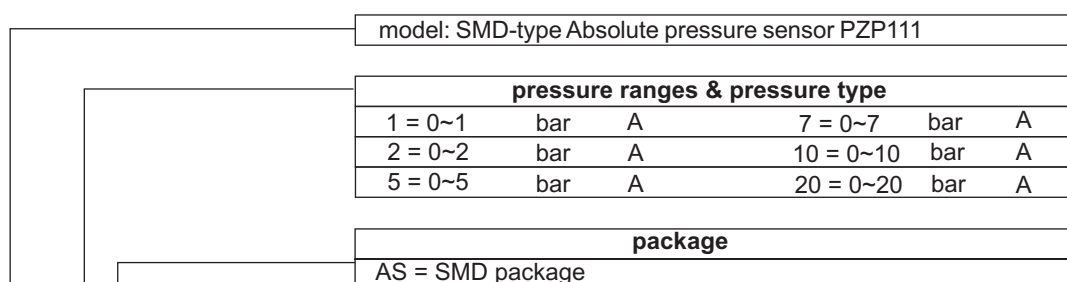 model: SMD-type Absolute pressure sensor PZP111
pressure ranges & pressure type
1 = 0~1 bar A 7 = 0~7 bar A
2 = 0~2 bar A 10 = 0~10 bar A
5 = 0~5 bar A 20 = 0~20 bar A
package
AS = SMD package